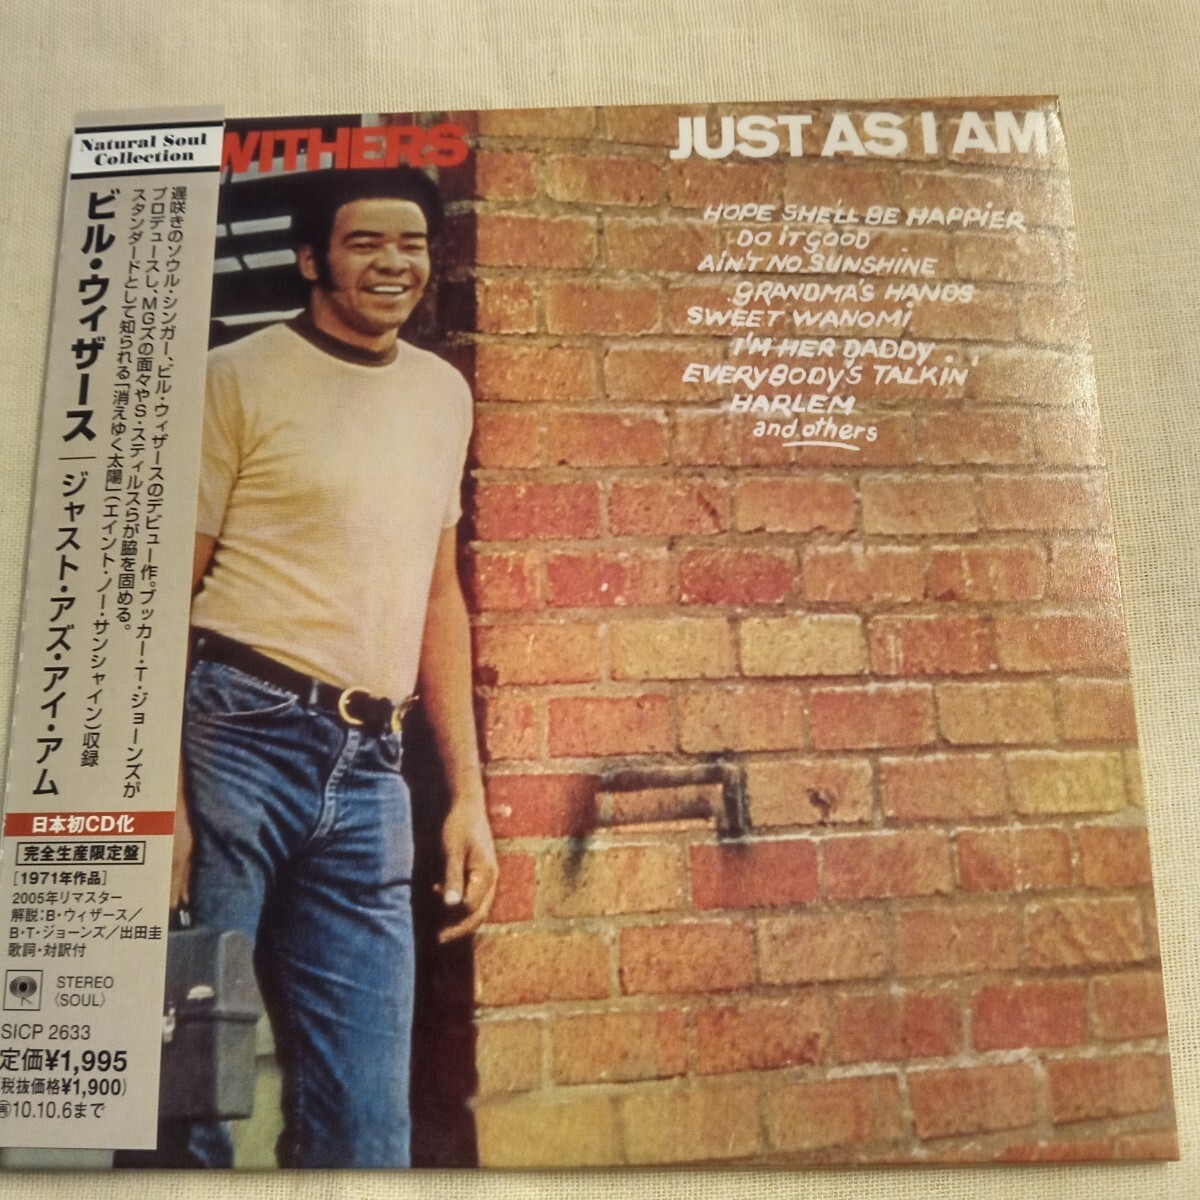 Natural Soul
Collection
遅咲きのソウル・シンガー、ビル・ウィザースのデビュー作。ブッカー・T・ジョーンズが
プロデュースし、MGズの面々やS・スティルスらが脇を固める。
スタンダードとして知られる「消えゆく太陽」(エイント・ノー・サンシャイン)収録
ビル・ウィザース|ジャスト・アズ・アイ・アム
日本初CD化
完全生産限定盤
[1971年作品]
2005年リマスター
解説:B・ウィザース/
B・T・ジョーンズ/出田圭
歌詞・対訳付
STEREO
〈SOUL〉
SICP 2633
定価¥1,995
(税抜価格¥1,900)
10.10.6まで
WITHERS
JUST AS I AM
HOPE SHE'LL BE HAPPIER
DO IT GOOD
AIN'T NO SUNSHINE
GRANDMA'S HANDS
SWEET WANOMI
I'M HER DADDY
EVERYBODY'S TALKIN'
HARLEM
and others